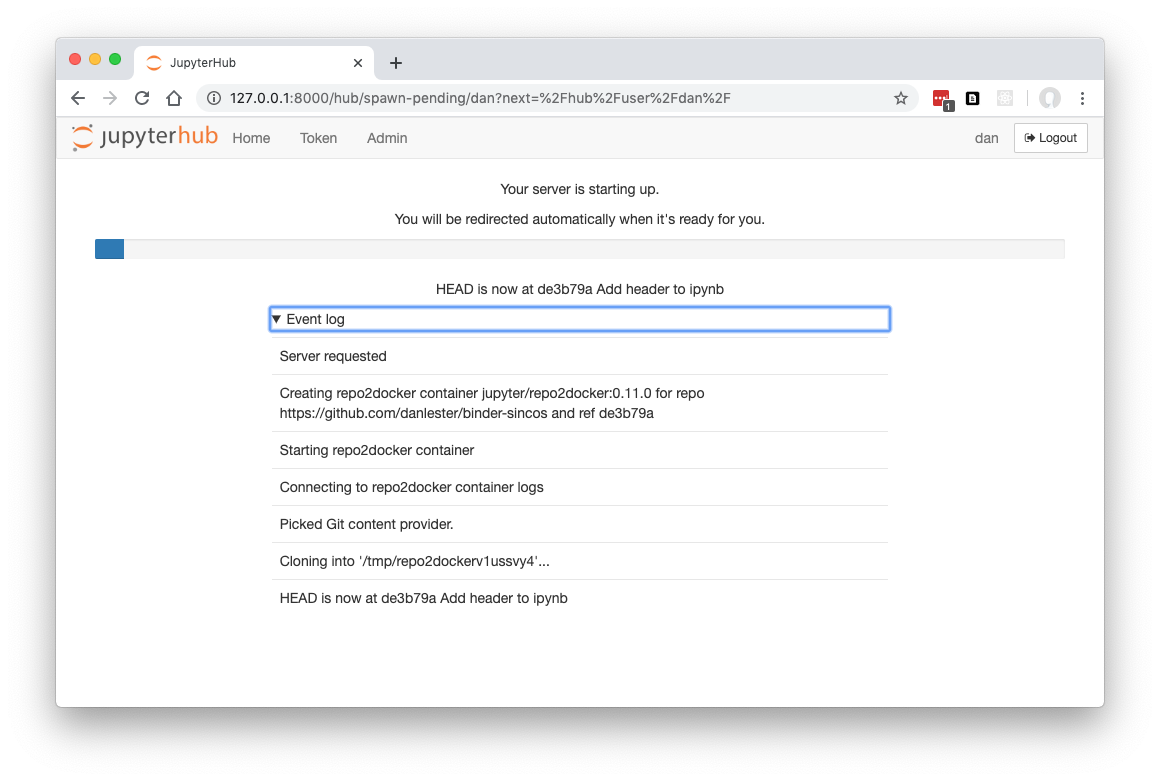 JupyterHub
127.0.0.1:8000/hub/spawn-pending/dan?next=%2Fhub%2Fuser%2Fdan%2F
1
jupyterhub Home Token Admin dan Logout
Your server is starting up.
You will be redirected automatically when it's ready for you.
HEAD is now at de3b79a Add header to ipynb
Event log
Server requested
Creating repo2docker container jupyter/repo2docker:0.11.0 for repo
https://github.com/danlester/binder-sincos and ref de3b79a
Starting repo2docker container
Connecting to repo2docker container logs
Picked Git content provider.
Cloning into '/tmp/repo2dockerv1ussvy4'...
HEAD is now at de3b79a Add header to ipynb